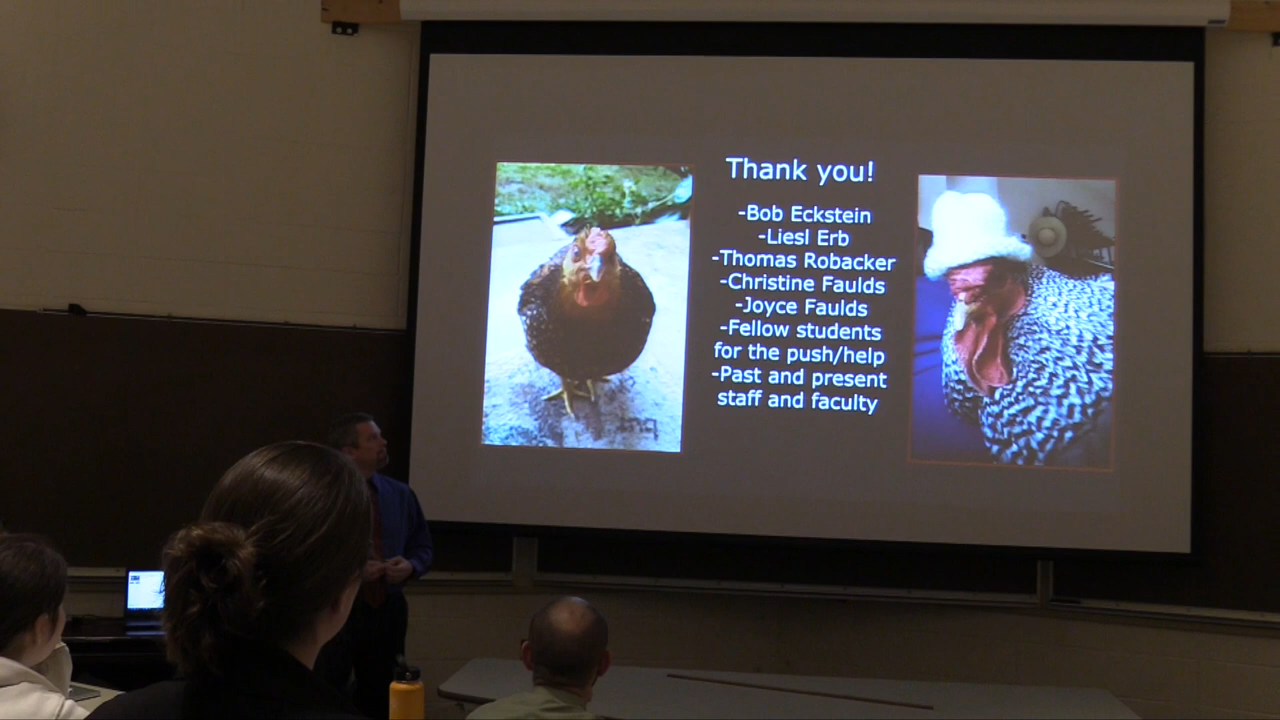 Thank you!
-Bob Eckstein
-Liesl Erb
-Thomas Robacker
-Christine Faulds
-Joyce Faulds
-Fellow students
for the push/help
-Past and present
staff and faculty